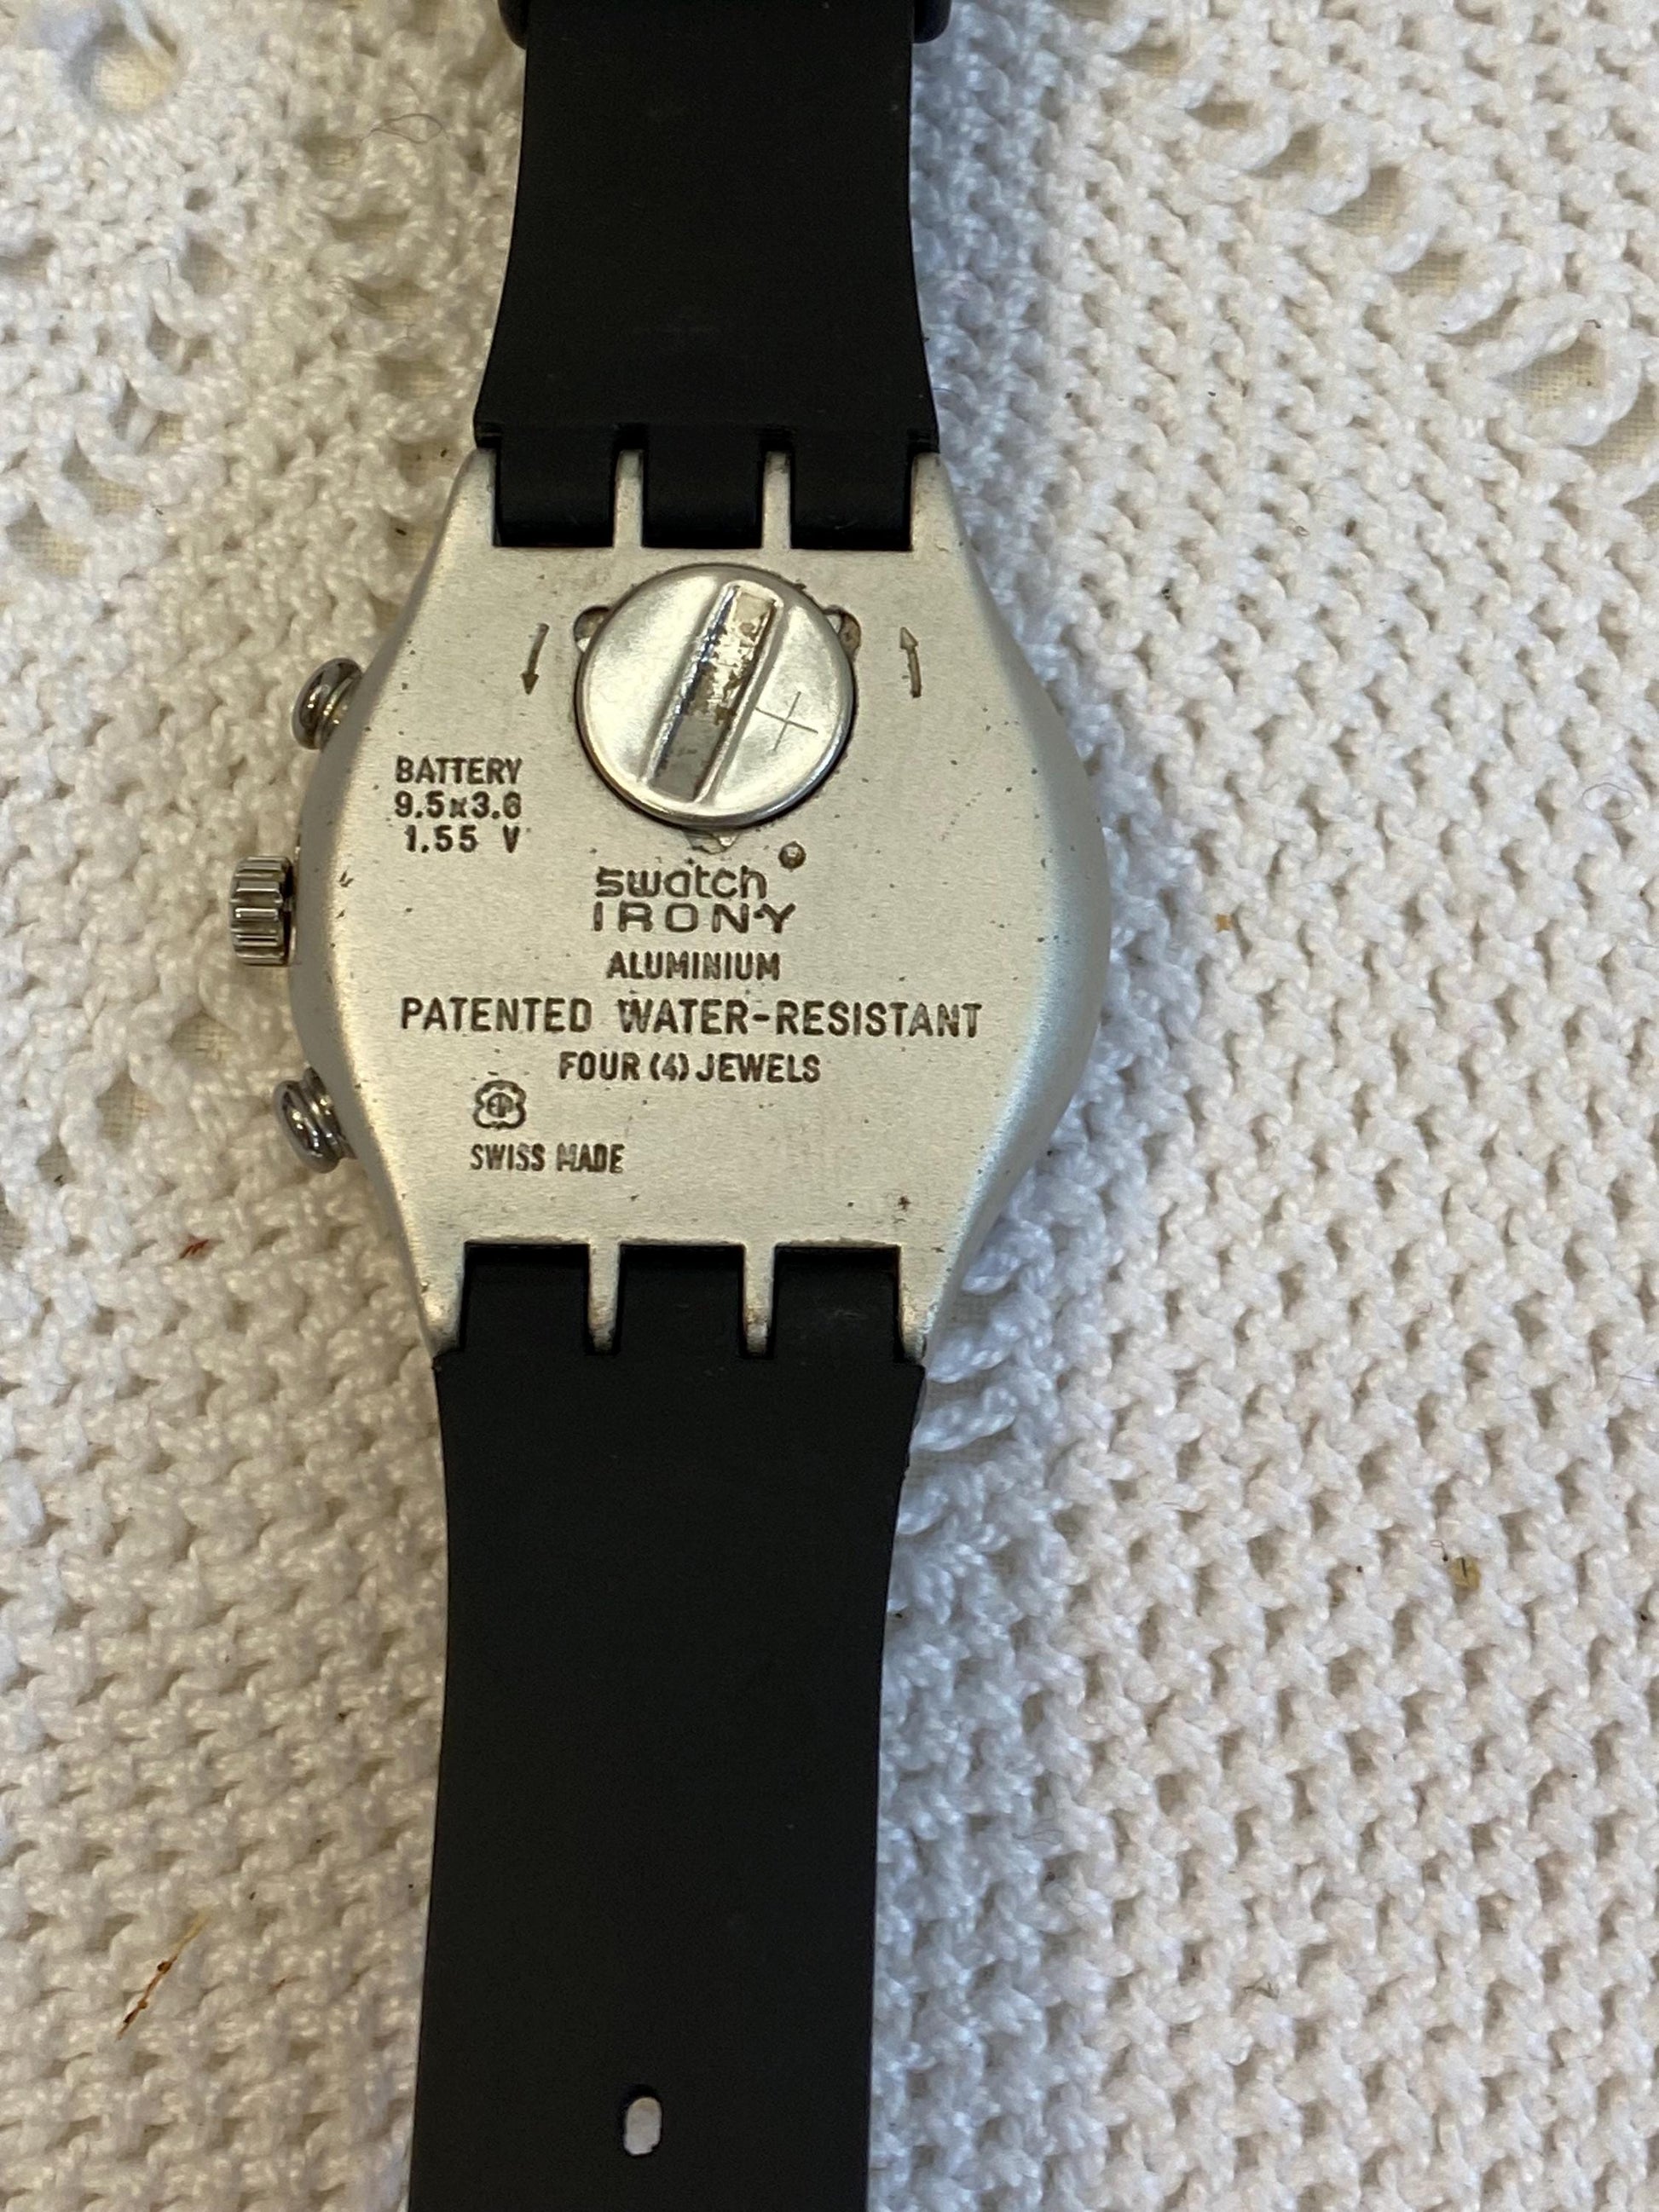 BATTERY
9.5x3.6
1.55 V
swatch
IRONY
ALUMINIUM
PATENTED WATER-RESISTANT
FOUR (4) JEWELS
SWISS MADE